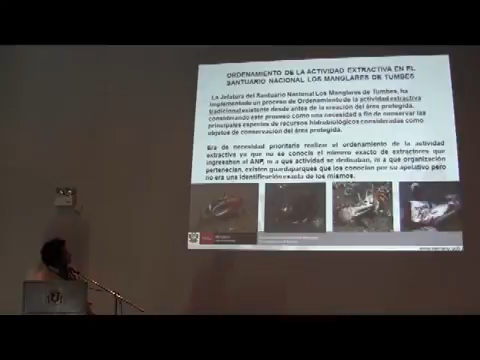 ORDENAMIENTO DE LA ACTIVIDAD EXTRACTIVA EN EL
SANTUARIO NACIONAL LOS MANGLARES DE TUMBES
La Jefatura del Santuario Nacional Los Manglares de Tumbes, ha
implementado un proceso de Ordenamiento de la actividad extractiva
tradicional existente desde antes de la creación del área protegida,
considerando este proceso como una necesidad a fin de conservar las
principales especies de recursos hidrobiológicos consideradas como
objetos de conservación del área protegida.
Era de necesidad prioritaria realizar el ordenamiento de la actividad
extractiva ya que no se conocía el número exacto de extractores que
ingresaban al ANP, ni a que actividad se dedicaban, ni a que organización
pertenecían, existen guardaparques que los conocían por su apelativo pero
no era una identificación exacta de los mismos.